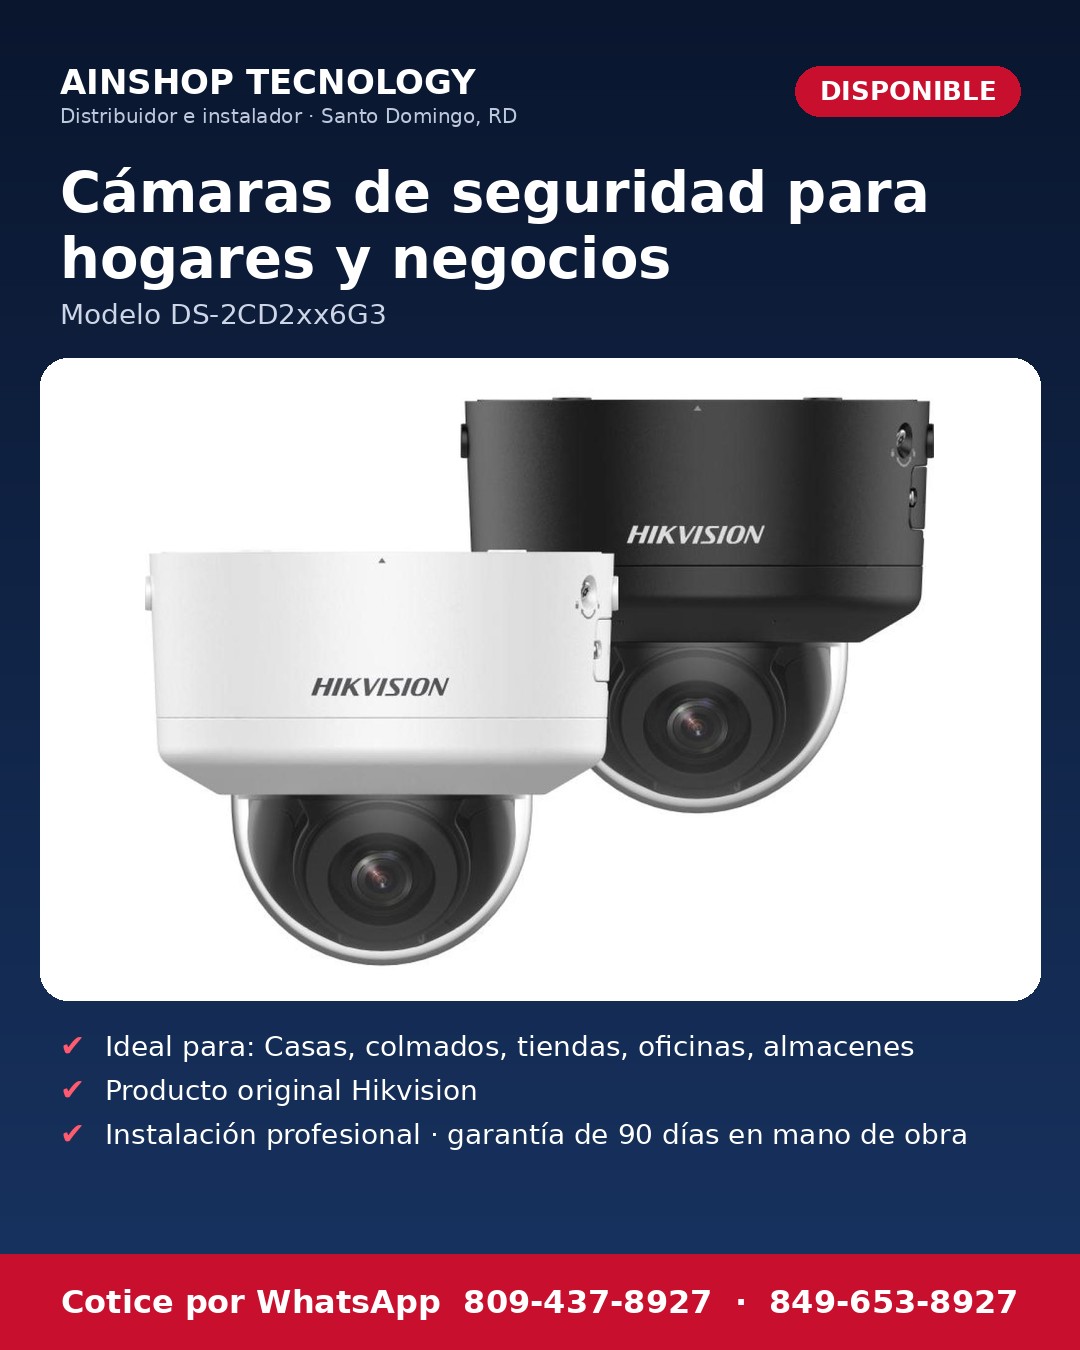 AINSHOP TECNOLOGY
Distribuidor e instalador · Santo Domingo, RD
DISPONIBLE
Cámaras de seguridad para
hogares y negocios
Modelo DS-2CD2xx6G3
HIKVISION
HIKVISION
✔ Ideal para: Casas, colmados, tiendas, oficinas, almacenes
✔ Producto original Hikvision
✔ Instalación profesional · garantía de 90 días en mano de obra
Cotice por WhatsApp 809-437-8927 · 849-653-8927